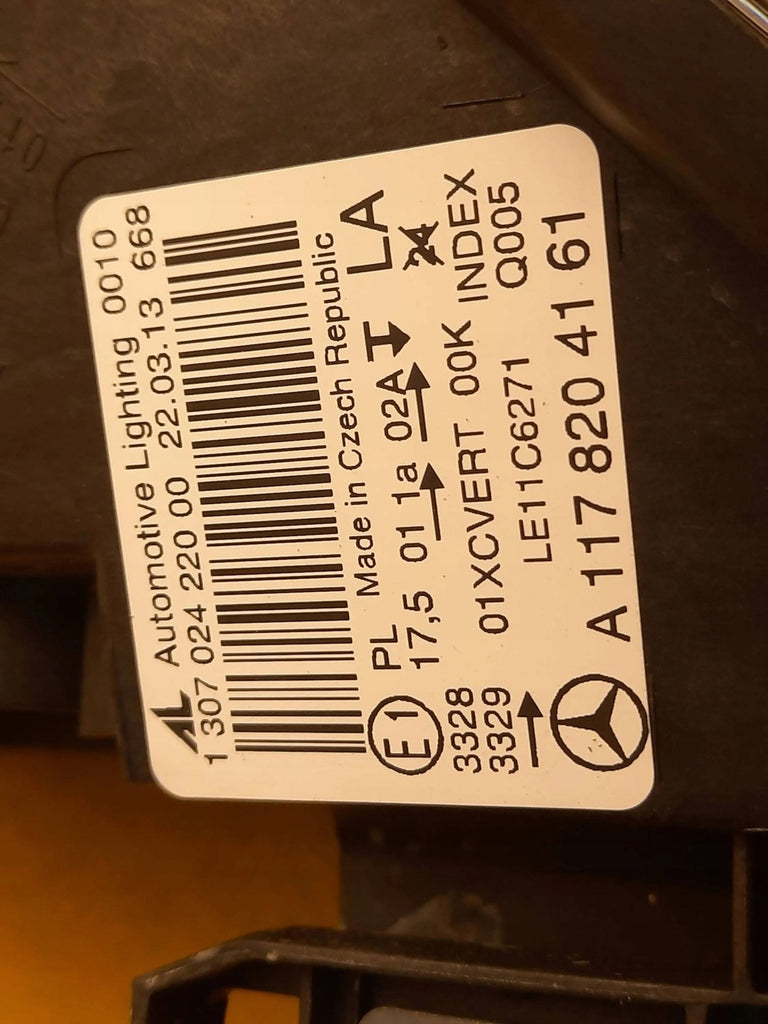 AL Automotive Lighting 0010
1 307 024 220 00 22.03.13 668
Made in Czech Republic
E1 PL
17,5 01 1a 02A LA
3328 01XCVERT 00K INDEX
3329 LE11C6271 Q005
A 117 820 41 61